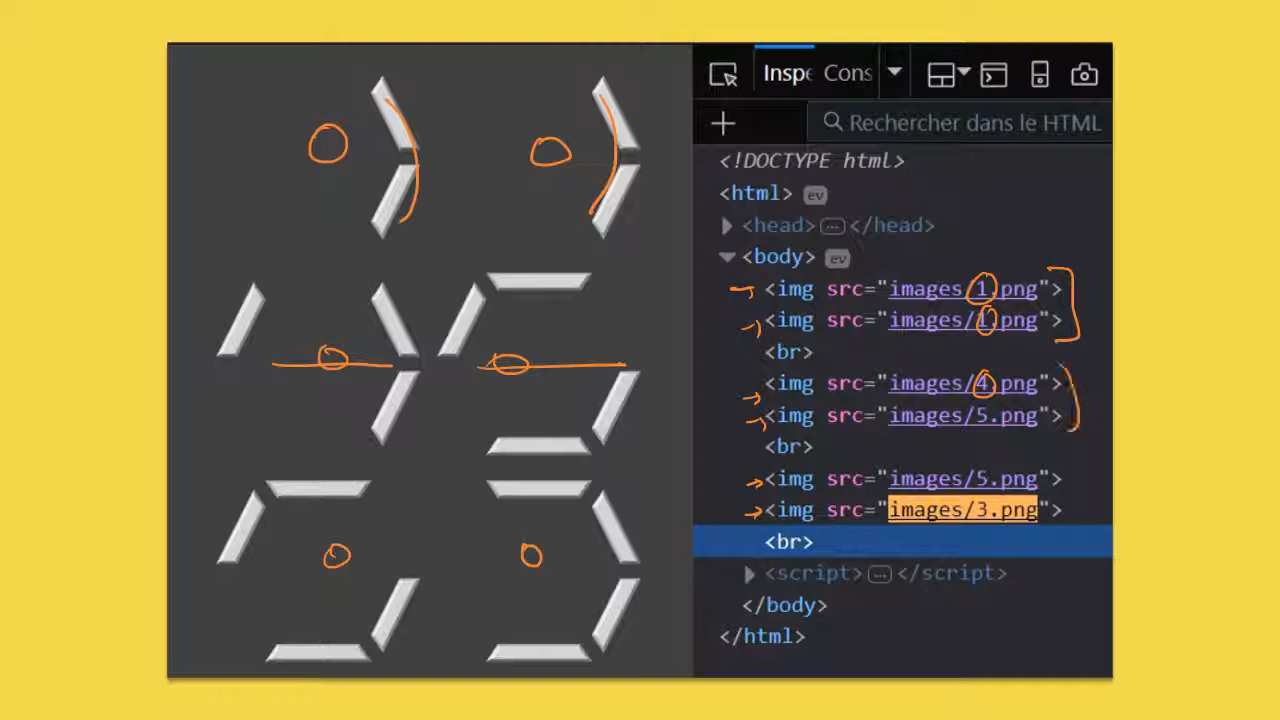 Inspe Cons
Rechercher dans le HTML
<!DOCTYPE html>
<html> ev
<head> … </head>
<body> ev
<img src="images/1.png">
<img src="images/1.png">
<br>
<img src="images/4.png">
<img src="images/5.png">
<br>
<img src="images/5.png">
<img src="images/3.png">
<br>
<script> … </script>
</body>
</html>